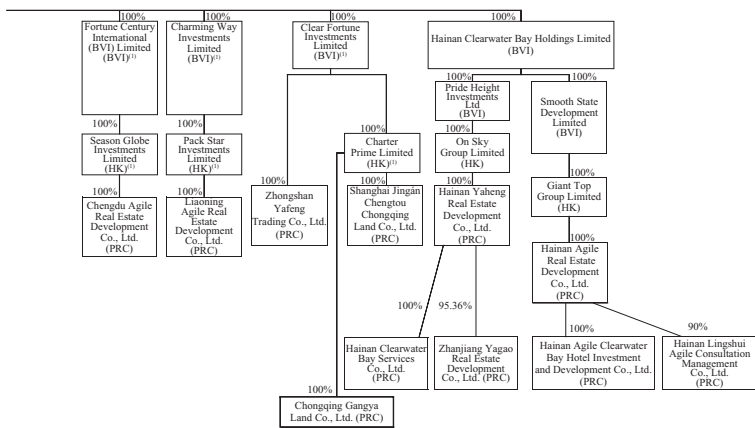 100%
100%
100%
100%
Fortune Century
International
(BVI) Limited
(BVI)⁽¹⁾
Charming Way
Investments
Limited
(BVI)⁽¹⁾
Clear Fortune
Investments
Limited
(BVI)⁽¹⁾
Hainan Clearwater Bay Holdings Limited
(BVI)
100%
100%
Pride Height
Investments
Ltd
(BVI)
Smooth State
Development
Limited
(BVI)
100%
100%
100%
100%
Season Globe
Investments
Limited
(HK)⁽¹⁾
Pack Star
Investments
Limited
(HK)⁽¹⁾
Charter
Prime Limited
(HK)⁽¹⁾
On Sky
Group Limited
(HK)
100%
100%
100%
100%
100%
100%
Chengdu Agile
Real Estate
Development
Co., Ltd.
(PRC)
Liaoning
Agile Real
Estate
Development
Co., Ltd.
(PRC)
Zhongshan
Yafeng
Trading Co., Ltd.
(PRC)
Shanghai Jingán
Chengtou
Chongqing
Land Co., Ltd.
(PRC)
Hainan Yaheng
Real Estate
Development
Co., Ltd.
(PRC)
Giant Top
Group Limited
(HK)
100%
Hainan Agile
Real Estate
Development
Co., Ltd.
(PRC)
100%
95.36%
100%
90%
Hainan Clearwater
Bay Services
Co., Ltd.
(PRC)
Zhanjiang Yagao
Real Estate
Development
Co., Ltd. (PRC)
Hainan Agile Clearwater
Bay Hotel Investment
and Development Co., Ltd.
(PRC)
Hainan Lingshui
Agile Consultation
Management
Co., Ltd.
(PRC)
100%
Chongqing Gangya
Land Co., Ltd. (PRC)